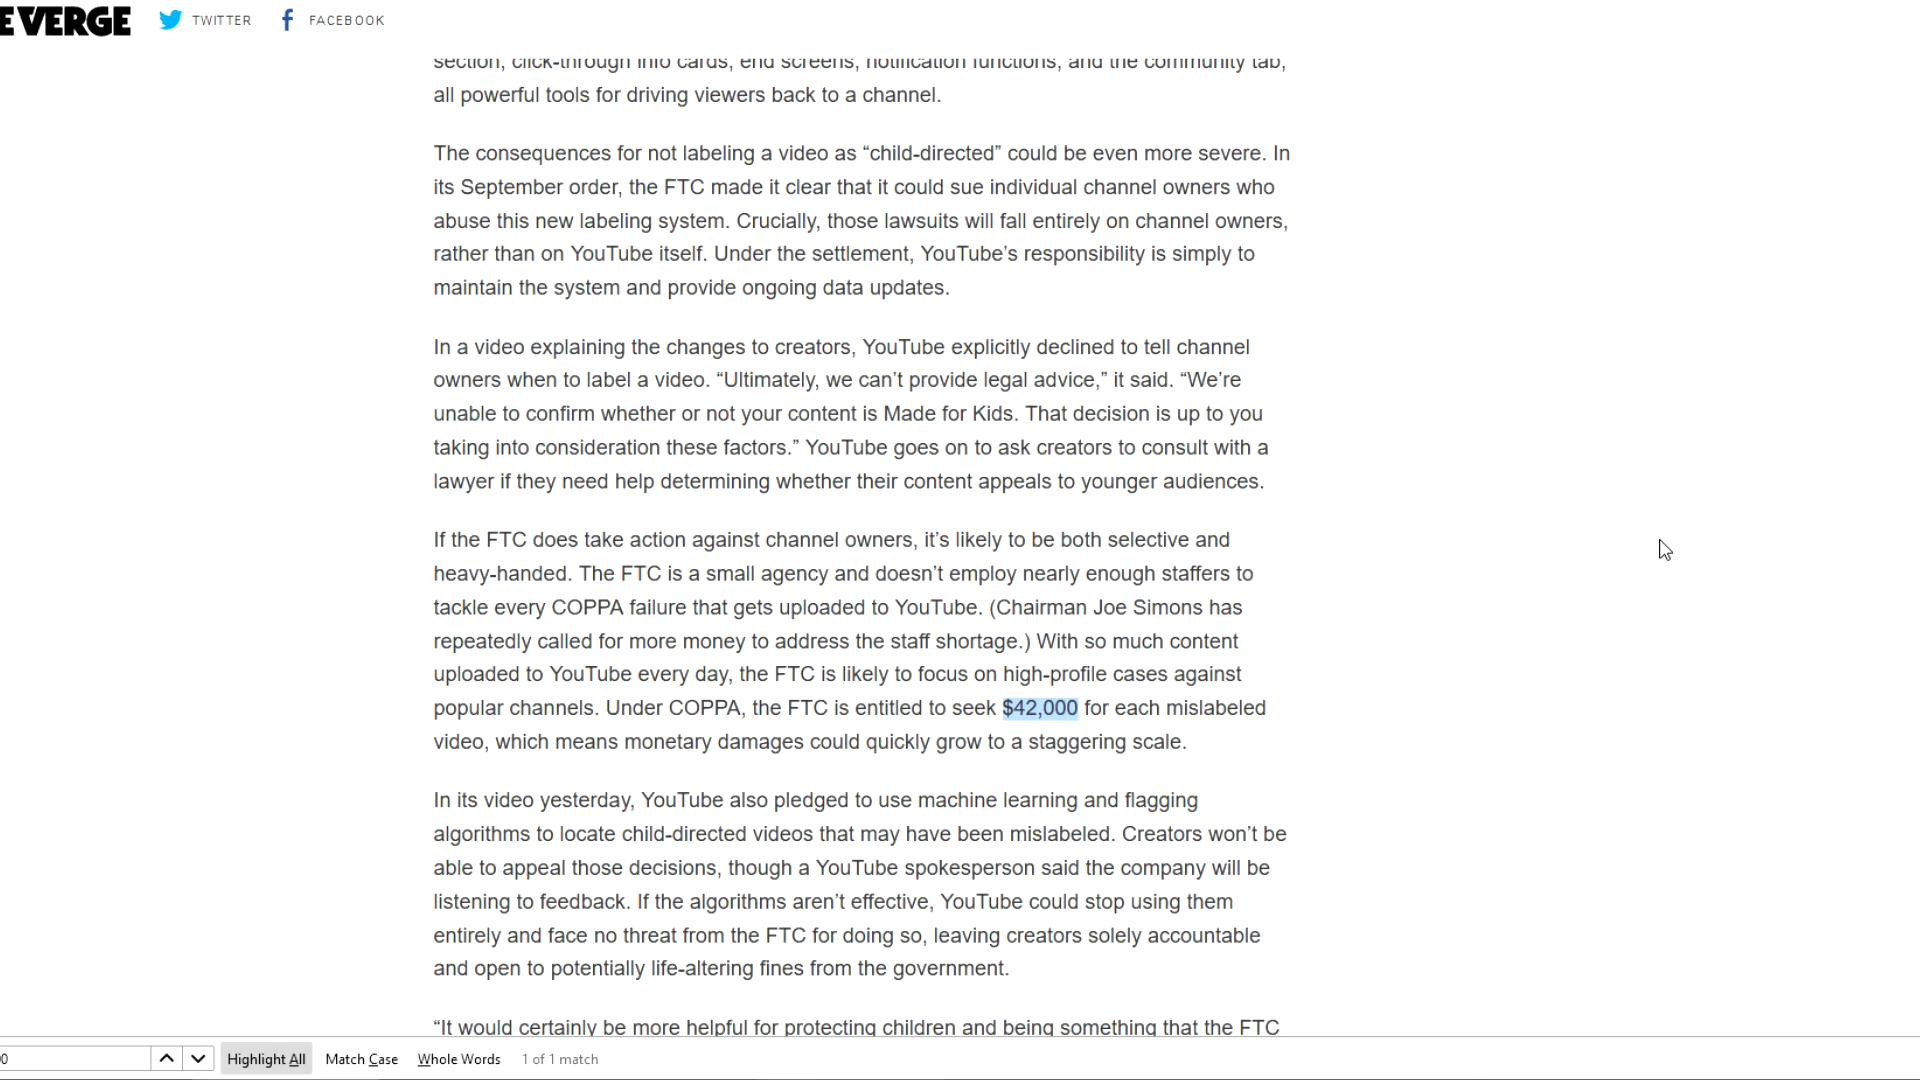 E VERGE
TWITTER
FACEBOOK
section, click-through info cards, end screens, notification functions, and the community tab,
all powerful tools for driving viewers back to a channel.
The consequences for not labeling a video as “child-directed” could be even more severe. In
its September order, the FTC made it clear that it could sue individual channel owners who
abuse this new labeling system. Crucially, those lawsuits will fall entirely on channel owners,
rather than on YouTube itself. Under the settlement, YouTube’s responsibility is simply to
maintain the system and provide ongoing data updates.
In a video explaining the changes to creators, YouTube explicitly declined to tell channel
owners when to label a video. “Ultimately, we can’t provide legal advice,” it said. “We’re
unable to confirm whether or not your content is Made for Kids. That decision is up to you
taking into consideration these factors.” YouTube goes on to ask creators to consult with a
lawyer if they need help determining whether their content appeals to younger audiences.
If the FTC does take action against channel owners, it’s likely to be both selective and
heavy-handed. The FTC is a small agency and doesn’t employ nearly enough staffers to
tackle every COPPA failure that gets uploaded to YouTube. (Chairman Joe Simons has
repeatedly called for more money to address the staff shortage.) With so much content
uploaded to YouTube every day, the FTC is likely to focus on high-profile cases against
popular channels. Under COPPA, the FTC is entitled to seek $42,000 for each mislabeled
video, which means monetary damages could quickly grow to a staggering scale.
In its video yesterday, YouTube also pledged to use machine learning and flagging
algorithms to locate child-directed videos that may have been mislabeled. Creators won’t be
able to appeal those decisions, though a YouTube spokesperson said the company will be
listening to feedback. If the algorithms aren’t effective, YouTube could stop using them
entirely and face no threat from the FTC for doing so, leaving creators solely accountable
and open to potentially life-altering fines from the government.
“It would certainly be more helpful for protecting children and being something that the FTC
0 Highlight All Match Case Whole Words 1 of 1 match